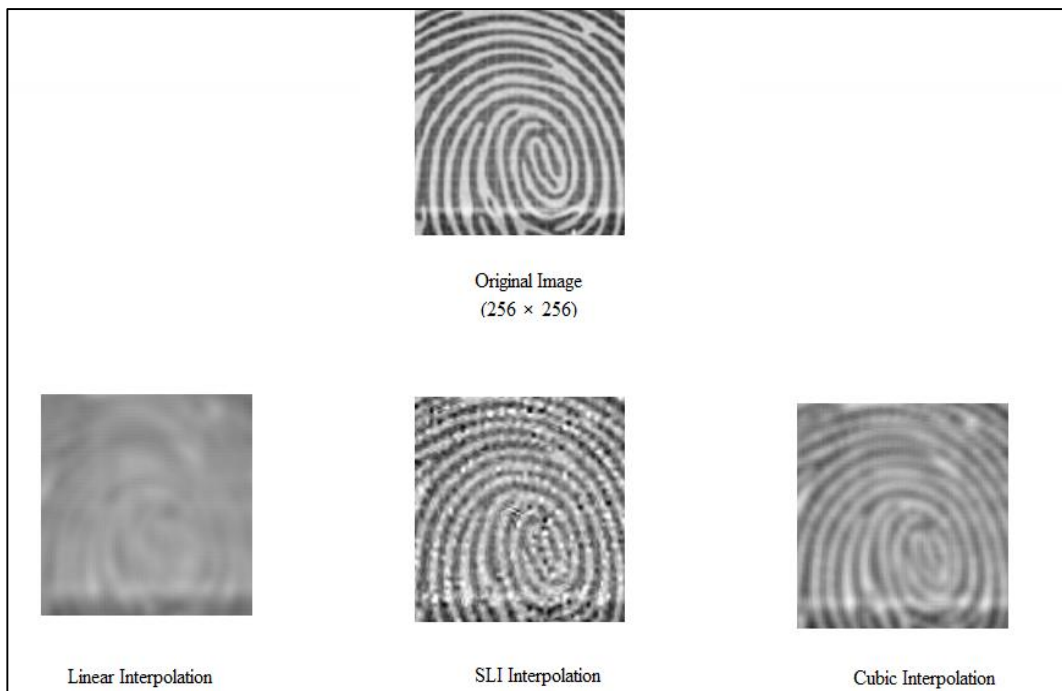 Original Image
(256 × 256)
Linear Interpolation
SLI Interpolation
Cubic Interpolation